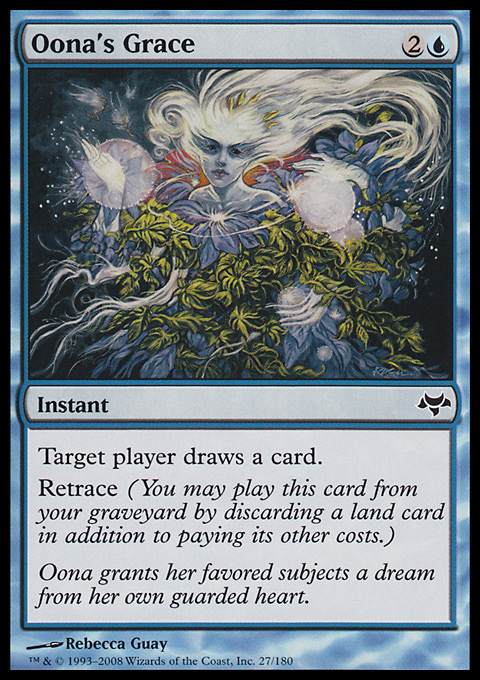 Oona's Grace 2
Instant
Target player draws a card.
Retrace (You may play this card from
your graveyard by discarding a land card
in addition to paying its other costs.)
Oona grants her favored subjects a dream
from her own guarded heart.
Rebecca Guay
™ & © 1993–2008 Wizards of the Coast, Inc. 27/180